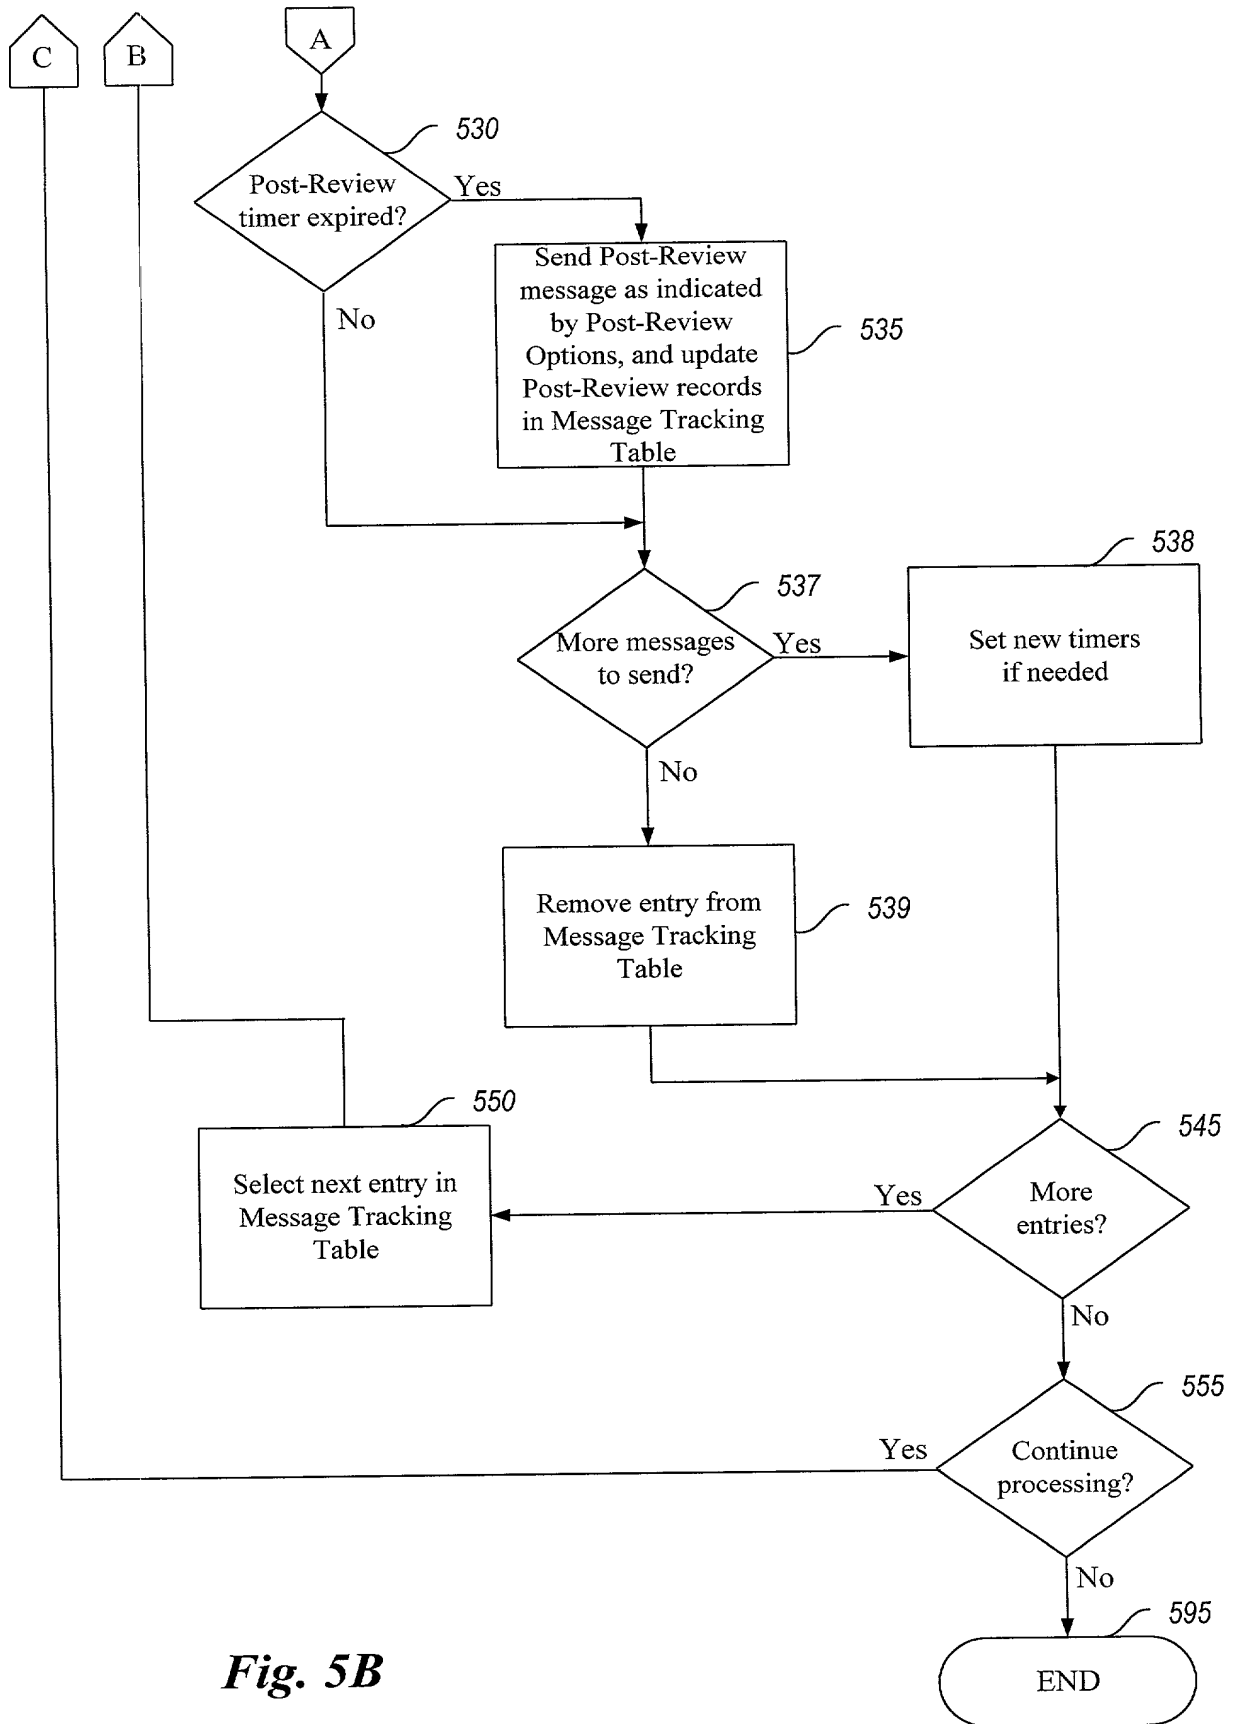 C
B
A
530
Post-Review
timer expired?
Yes
No
Send Post-Review
message as indicated
by Post-Review
Options, and update
Post-Review records
in Message Tracking
Table
535
537
More messages
to send?
Yes
No
538
Set new timers
if needed
Remove entry from
Message Tracking
Table
539
550
Select next entry in
Message Tracking
Table
545
More
entries?
Yes
No
555
Continue
processing?
Yes
No
595
END
Fig. 5B